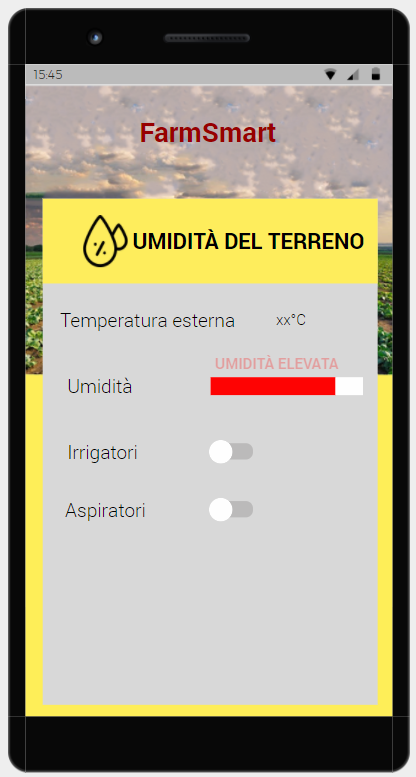 15:45
FarmSmart
UMIDITÀ DEL TERRENO
Temperatura esterna xx°C
UMIDITÀ ELEVATA
Umidità
Irrigatori
Aspiratori